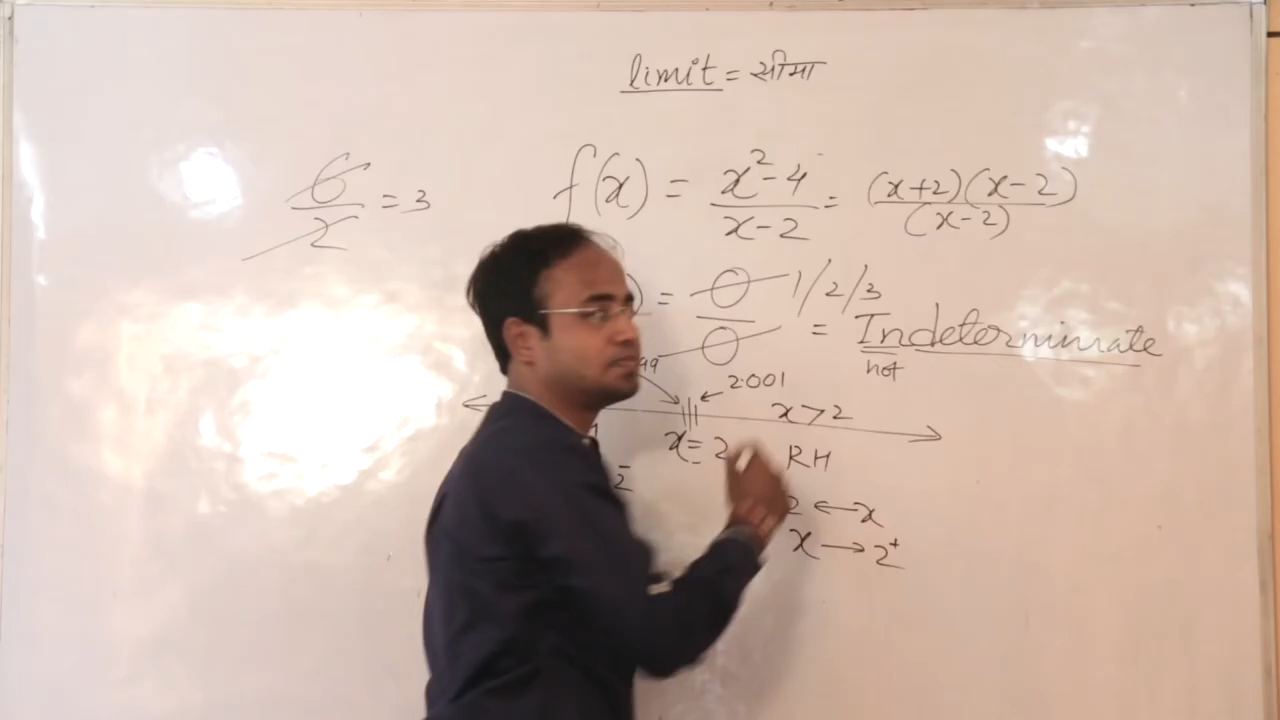 limit = सीमा
6/2 = 3
f(x) = x²-4/x-2 = (x+2)(x-2)/(x-2)
) = 0/0 1/2/3 = Indeterminate
not
99 2.001
x>2
x=2 RH
2 ← x
x → 2⁺